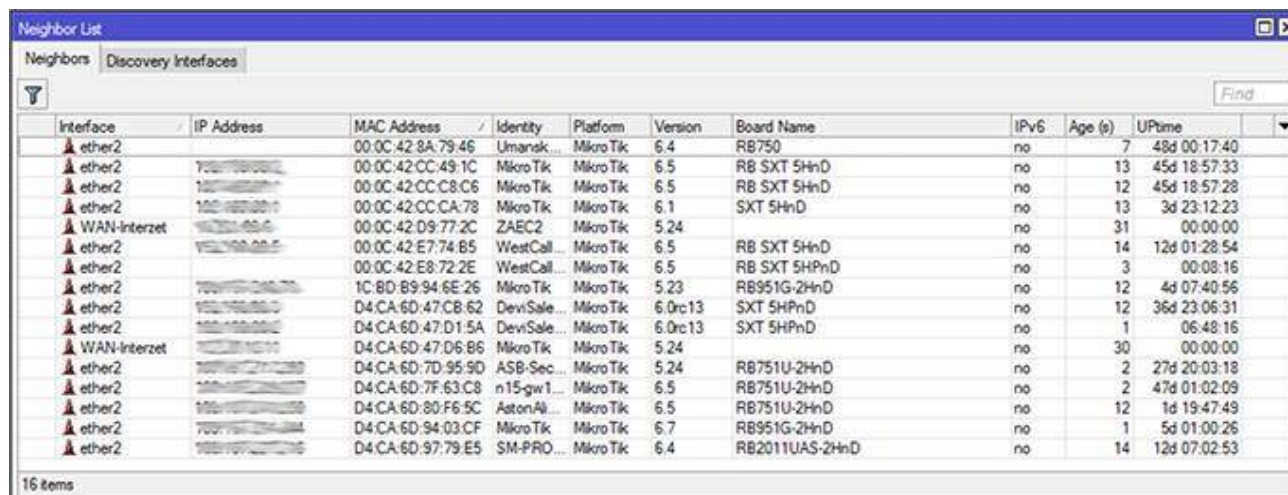 Neighbor List
Neighbors Discovery Interfaces
Find
Interface IP Address MAC Address Identity Platform Version Board Name IPv6 Age (s) UPtime
ether2 00:0C:42:8A:79:46 Umansk... MikroTik 6.4 RB750 no 7 48d 00:17:40
ether2 00:0C:42:CC:49:1C MikroTik MikroTik 6.5 RB SXT 5HnD no 13 45d 18:57:33
ether2 00:0C:42:CC:C8:C6 MikroTik MikroTik 6.5 RB SXT 5HnD no 12 45d 18:57:28
ether2 00:0C:42:CC:CA:78 MikroTik MikroTik 6.1 SXT 5HnD no 13 3d 23:12:23
WAN-Interzet 00:0C:42:D9:77:2C ZAEC2 MikroTik 5.24 no 31 00:00:00
ether2 00:0C:42:E7:74:B5 WestCall... MikroTik 6.5 RB SXT 5HnD no 14 12d 01:28:54
ether2 00:0C:42:E8:72:2E WestCall... MikroTik 6.5 RB SXT 5HPnD no 3 00:08:16
ether2 1C:BD:B9:94:6E:26 MikroTik MikroTik 5.23 RB951G-2HnD no 12 4d 07:40:56
ether2 D4:CA:6D:47:CB:62 DeviSale... MikroTik 6.0rc13 SXT 5HPnD no 12 36d 23:06:31
ether2 D4:CA:6D:47:D1:5A DeviSale... MikroTik 6.0rc13 SXT 5HPnD no 1 06:48:16
WAN-Interzet D4:CA:6D:47:D6:B6 MikroTik MikroTik 5.24 no 30 00:00:00
ether2 D4:CA:6D:7D:95:9D ASB-Sec... MikroTik 5.24 RB751U-2HnD no 2 27d 20:03:18
ether2 D4:CA:6D:7F:63:C8 n15-gw1... MikroTik 6.5 RB751U-2HnD no 2 47d 01:02:09
ether2 D4:CA:6D:80:F6:5C AstonAli... MikroTik 6.5 RB751U-2HnD no 12 1d 19:47:49
ether2 D4:CA:6D:94:03:CF MikroTik MikroTik 6.7 RB951G-2HnD no 1 5d 01:00:26
ether2 D4:CA:6D:97:79:E5 SM-PRO... MikroTik 6.4 RB2011UAS-2HnD no 14 12d 07:02:53
16 items